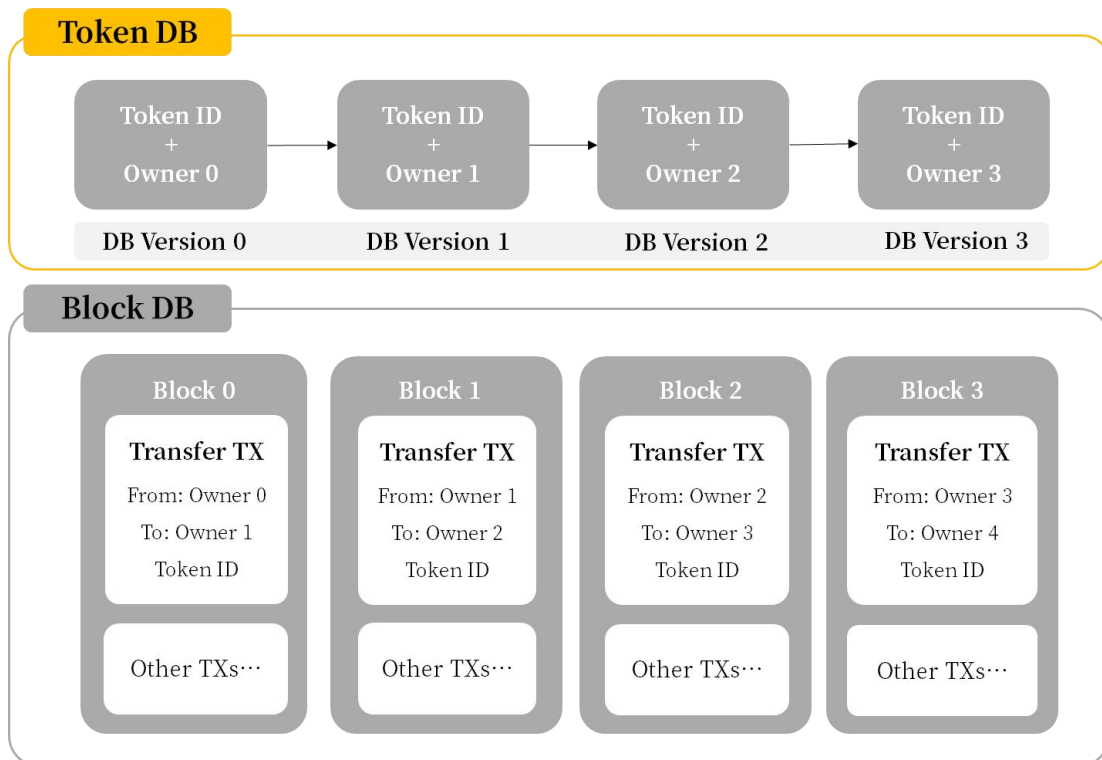 Token DB
Token ID
+
Owner 0
Token ID
+
Owner 1
Token ID
+
Owner 2
Token ID
+
Owner 3
DB Version 0
DB Version 1
DB Version 2
DB Version 3
Block DB
Block 0
Transfer TX
From: Owner 0
To: Owner 1
Token ID
Other TXs⋯
Block 1
Transfer TX
From: Owner 1
To: Owner 2
Token ID
Other TXs⋯
Block 2
Transfer TX
From: Owner 2
To: Owner 3
Token ID
Other TXs⋯
Block 3
Transfer TX
From: Owner 3
To: Owner 4
Token ID
Other TXs⋯